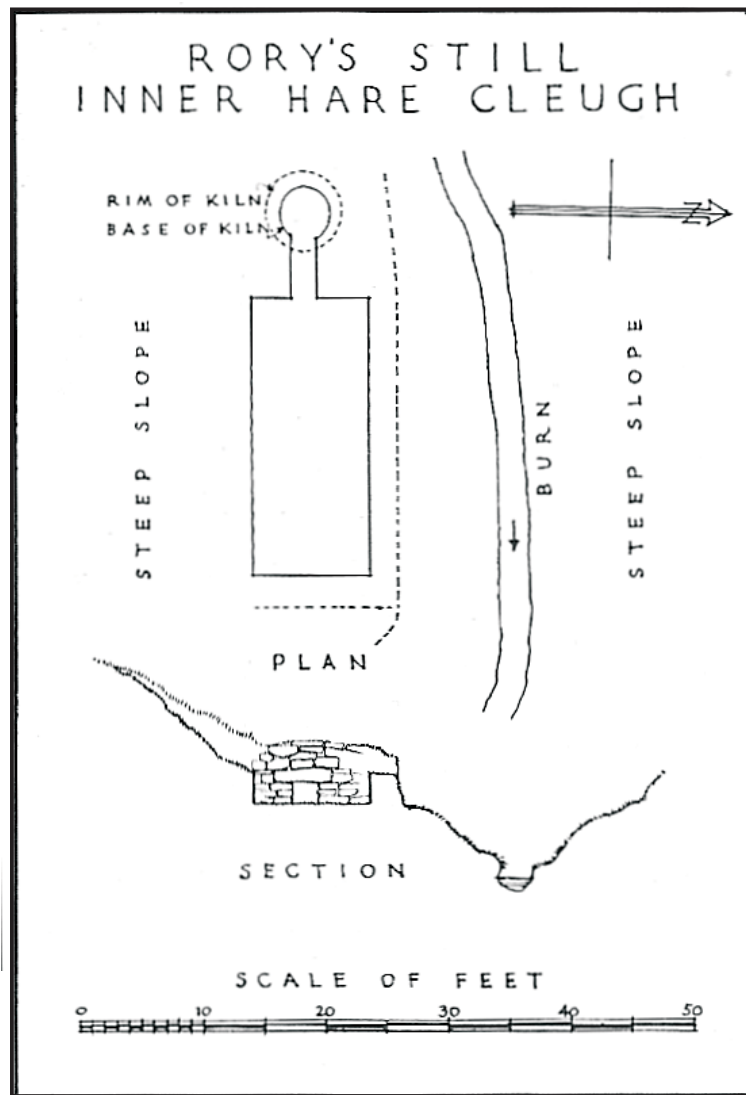 RORY'S STILL
INNER HARE CLEUGH
RIM OF KILN
BASE OF KILN
N
STEEP SLOPE
BURN
STEEP SLOPE
PLAN
SECTION
SCALE OF FEET
0 10 20 30 40 50